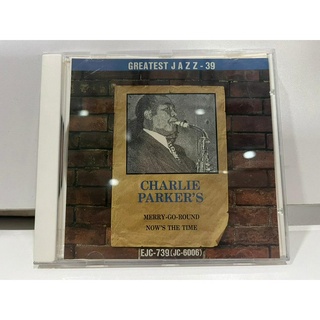 GREATEST JAZZ - 39
CHARLIE
PARKER'S
MERRY-GO-ROUND
NOW'S THE TIME
EJC-739(JC-6006)